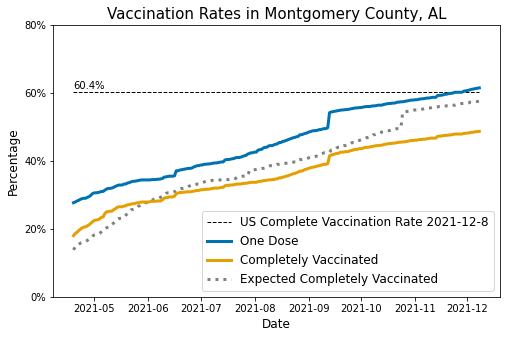 Vaccination Rates in Montgomery County, AL
80%
60%
40%
20%
0%
Percentage
60.4%
US Complete Vaccination Rate 2021-12-8
One Dose
Completely Vaccinated
Expected Completely Vaccinated
2021-05 2021-06 2021-07 2021-08 2021-09 2021-10 2021-11 2021-12
Date